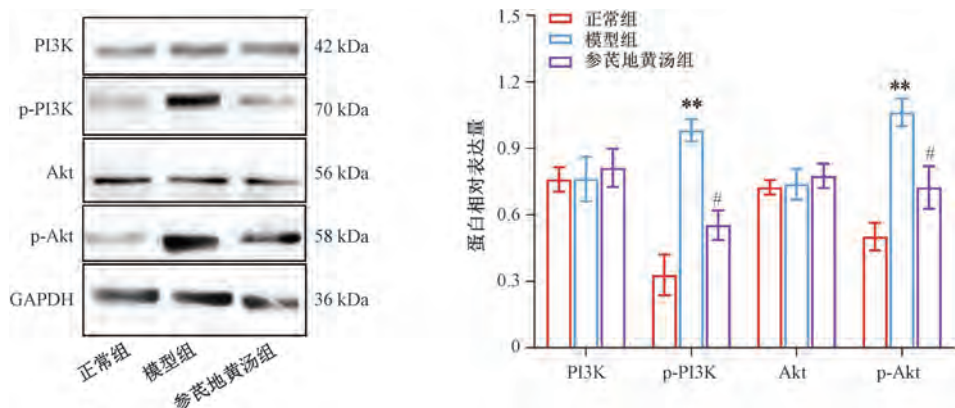 PI3K 42 kDa
p-PI3K 70 kDa
Akt 56 kDa
p-Akt 58 kDa
GAPDH 36 kDa
正常组
模型组
参芪地黄汤组
蛋白相对表达量
1.5
1.2
0.9
0.6
0.3
0
正常组
模型组
参芪地黄汤组
**
#
**
#
PI3K p-PI3K Akt p-Akt